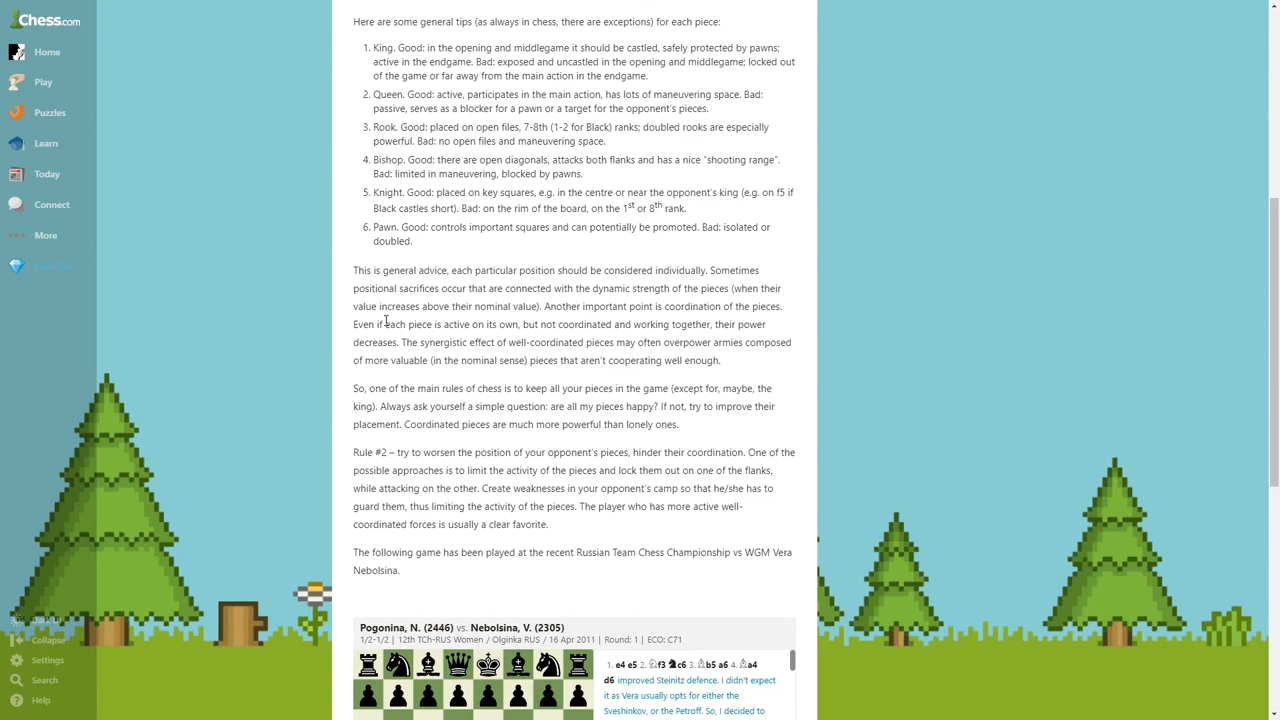 Chess.com
Home
Play
Puzzles
Learn
Today
Connect
More
Collapse
Settings
Search
Help
Here are some general tips (as always in chess, there are exceptions) for each piece:
1. King. Good: in the opening and middlegame it should be castled, safely protected by pawns;
active in the endgame. Bad: exposed and uncastled in the opening and middlegame; locked out
of the game or far away from the main action in the endgame.
2. Queen. Good: active, participates in the main action, has lots of maneuvering space. Bad:
passive, serves as a blocker for a pawn or a target for the opponent's pieces.
3. Rook. Good: placed on open files, 7-8th (1-2 for Black) ranks; doubled rooks are especially
powerful. Bad: no open files and maneuvering space.
4. Bishop. Good: there are open diagonals, attacks both flanks and has a nice "shooting range".
Bad: limited in maneuvering, blocked by pawns.
5. Knight. Good: placed on key squares, e.g. in the centre or near the opponent's king (e.g. on f5 if
Black castles short). Bad: on the rim of the board, on the 1st or 8th rank.
6. Pawn. Good: controls important squares and can potentially be promoted. Bad: isolated or
doubled.
This is general advice, each particular position should be considered individually. Sometimes
positional sacrifices occur that are connected with the dynamic strength of the pieces (when their
value increases above their nominal value). Another important point is coordination of the pieces.
Even if each piece is active on its own, but not coordinated and working together, their power
decreases. The synergistic effect of well-coordinated pieces may often overpower armies composed
of more valuable (in the nominal sense) pieces that aren't cooperating well enough.
So, one of the main rules of chess is to keep all your pieces in the game (except for, maybe, the
king). Always ask yourself a simple question: are all my pieces happy? If not, try to improve their
placement. Coordinated pieces are much more powerful than lonely ones.
Rule #2 – try to worsen the position of your opponent's pieces, hinder their coordination. One of the
possible approaches is to limit the activity of the pieces and lock them out on one of the flanks,
while attacking on the other. Create weaknesses in your opponent's camp so that he/she has to
guard them, thus limiting the activity of the pieces. The player who has more active well-
coordinated forces is usually a clear favorite.
The following game has been played at the recent Russian Team Chess Championship vs WGM Vera
Nebolsina.
Pogonina, N. (2446) vs. Nebolsina, V. (2305)
1/2-1/2 | 12th TCh-RUS Women / Olginka RUS / 16 Apr 2011 | Round: 1 | ECO: C71
1. e4 e5 2. ♘f3 ♞c6 3. ♗b5 a6 4. ♗a4
d6 improved Steinitz defence. I didn't expect
it as Vera usually opts for either the
Sveshinkov, or the Petroff. So, I decided to